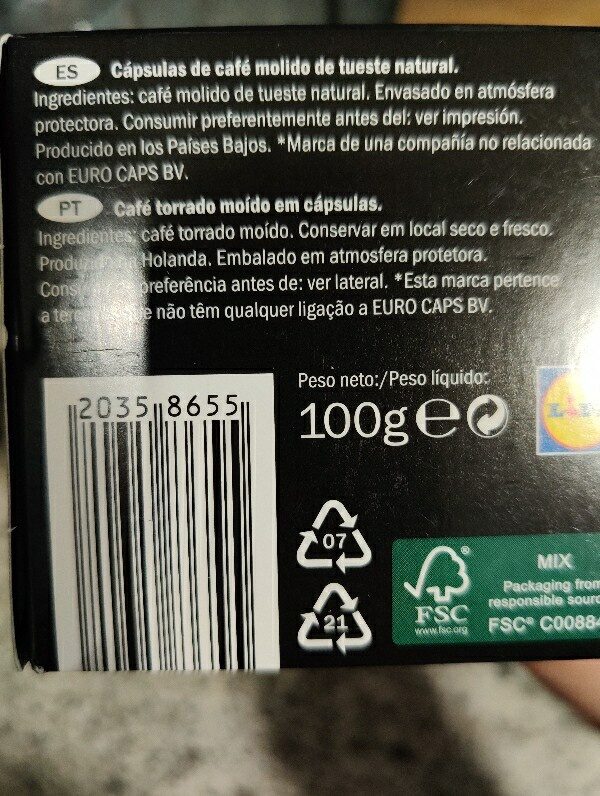 ES Cápsulas de café molido de tueste natural.
Ingredientes: café molido de tueste natural. Envasado en atmósfera
protectora. Consumir preferentemente antes del: ver impresión.
Producido en los Países Bajos. *Marca de una compañía no relacionada
con EURO CAPS BV.
PT Café torrado moído em cápsulas.
Ingredientes: café torrado moído. Conservar em local seco e fresco.
Holanda. Embalado em atmosfera protetora.
preferência antes de: ver lateral. *Esta marca pertence
a e não têm qualquer ligação a EURO CAPS BV.
2035 8655
Peso neto:/Peso líquido:
100g e
07
21
FSC®
www.fsc.org
MIX
Packaging from
responsible
FSC® C0088